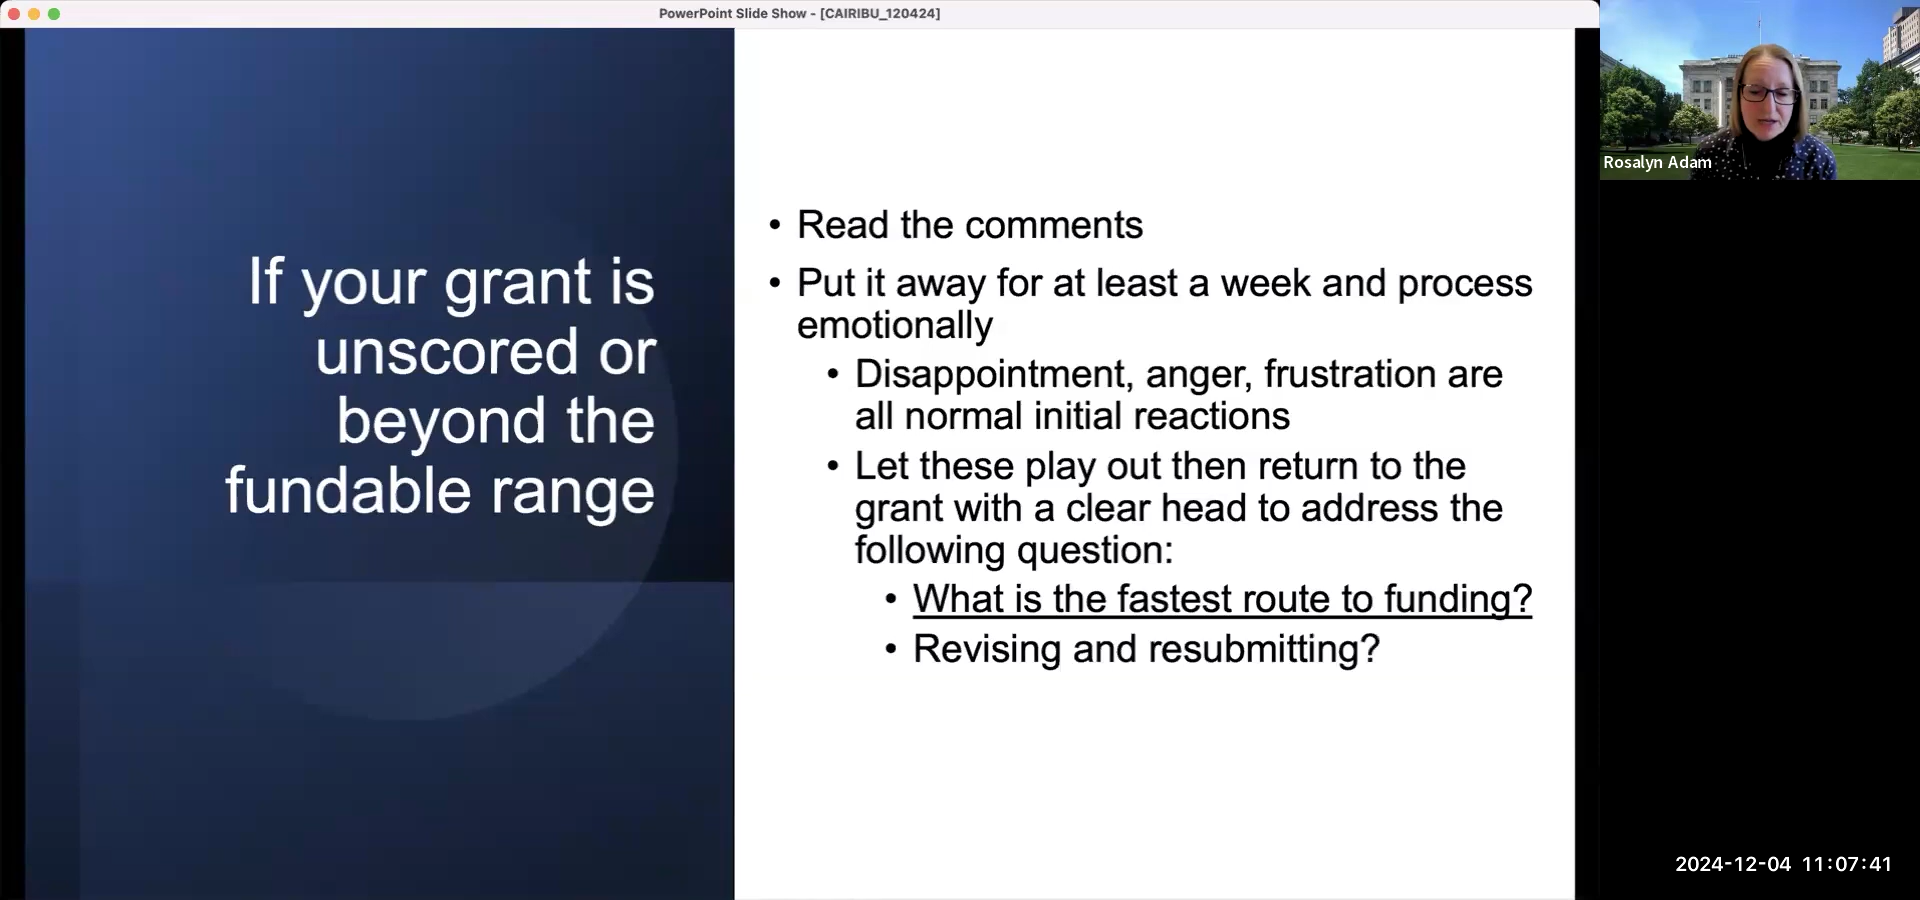 PowerPoint Slide Show - [CAIRIBU_120424]
If your grant is
unscored or
beyond the
fundable range
• Read the comments
• Put it away for at least a week and process
emotionally
• Disappointment, anger, frustration are
all normal initial reactions
• Let these play out then return to the
grant with a clear head to address the
following question:
• What is the fastest route to funding?
• Revising and resubmitting?
Rosalyn Adam
2024-12-04 11:07:41